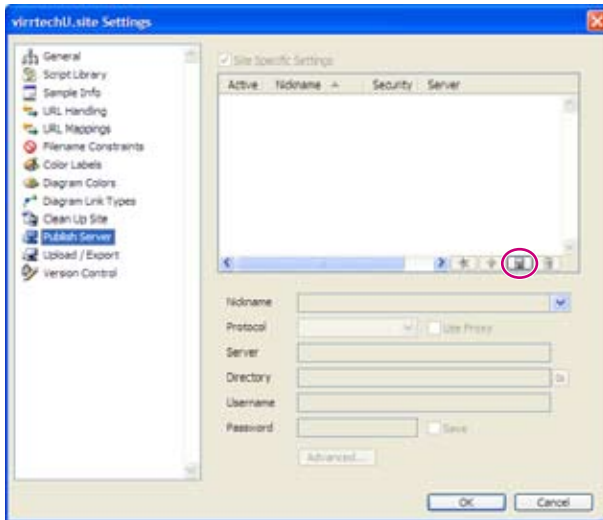 virrtechU.site Settings
General
Script Library
Sample Info
URL Handling
URL Mappings
Filename Constraints
Color Labels
Diagram Colors
Diagram Link Types
Clean Up Site
Publish Server
Upload / Export
Version Control
Site Specific Settings
Active Nickname Security Server
Nickname
Protocol Use Proxy
Server
Directory
Username
Password Save
Advanced...
OK Cancel